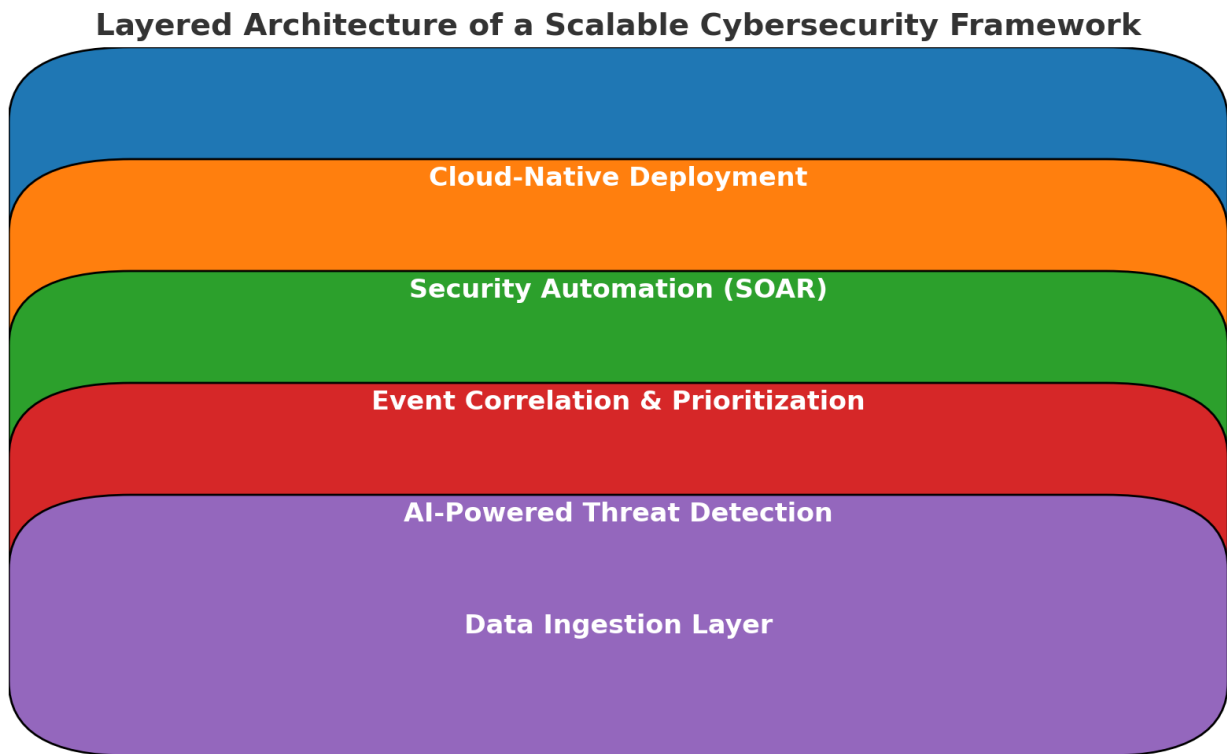 Layered Architecture of a Scalable Cybersecurity Framework
Cloud-Native Deployment
Security Automation (SOAR)
Event Correlation & Prioritization
AI-Powered Threat Detection
Data Ingestion Layer